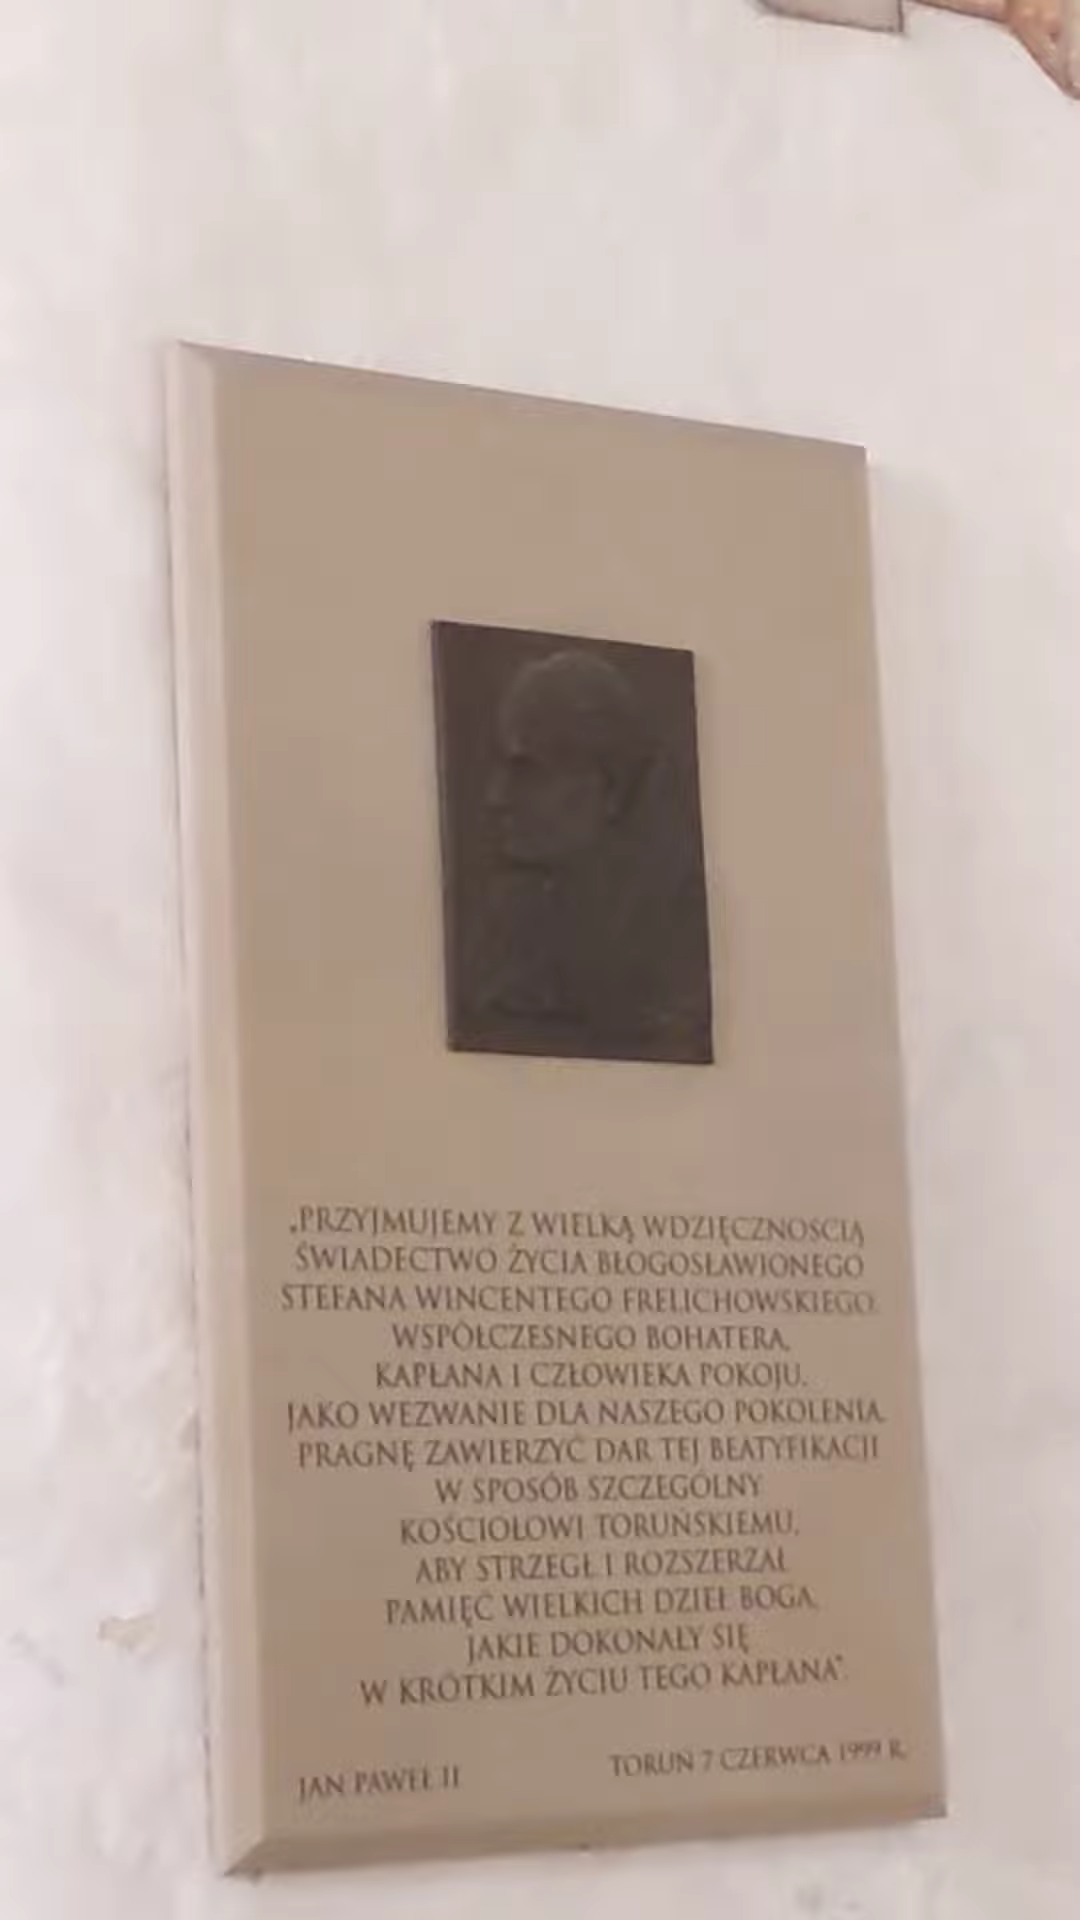 „PRZYJMUJEMY Z WIELKĄ WDZIĘCZNOŚCIĄ
ŚWIADECTWO ŻYCIA BŁOGOSŁAWIONEGO
STEFANA WINCENTEGO FRELICHOWSKIEGO,
WSPÓŁCZESNEGO BOHATERA,
KAPŁANA I CZŁOWIEKA POKOJU,
JAKO WEZWANIE DLA NASZEGO POKOLENIA.
PRAGNĘ ZAWIERZYĆ DAR TEJ BEATYFIKACJI
W SPOSÓB SZCZEGÓLNY
KOŚCIOŁOWI TORUŃSKIEMU,
ABY STRZEGŁ I ROZSZERZAŁ
PAMIĘĆ WIELKICH DZIEŁ BOGA,
JAKIE DOKONAŁY SIĘ
W KRÓTKIM ŻYCIU TEGO KAPŁANA”.
JAN PAWEŁ II TORUŃ 7 CZERWCA 1999 R.